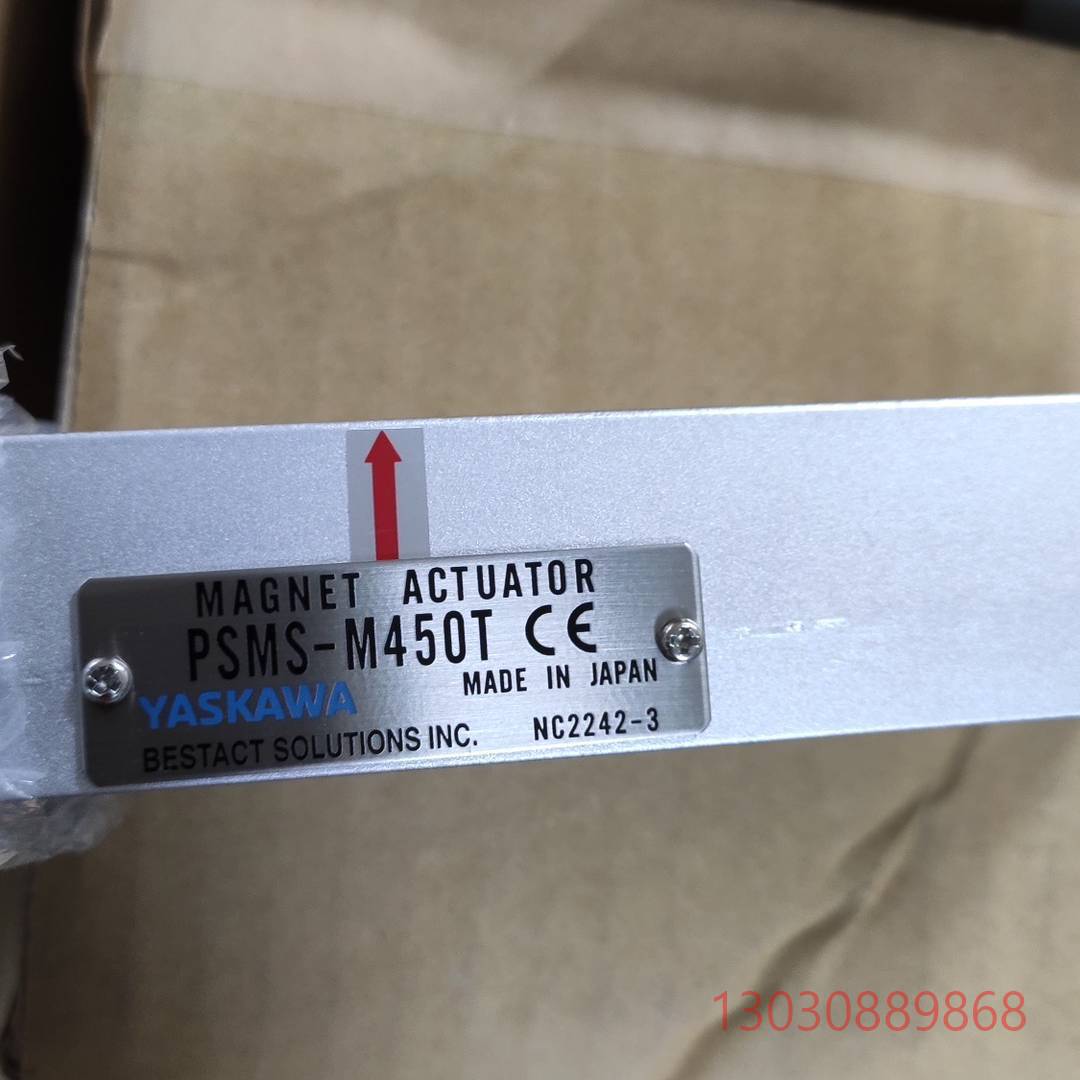 MAGNET ACTUATOR
PSMS-M450T CE
MADE IN JAPAN
YASKAWA
BESTACT SOLUTIONS INC. NC2242-3
13030889868